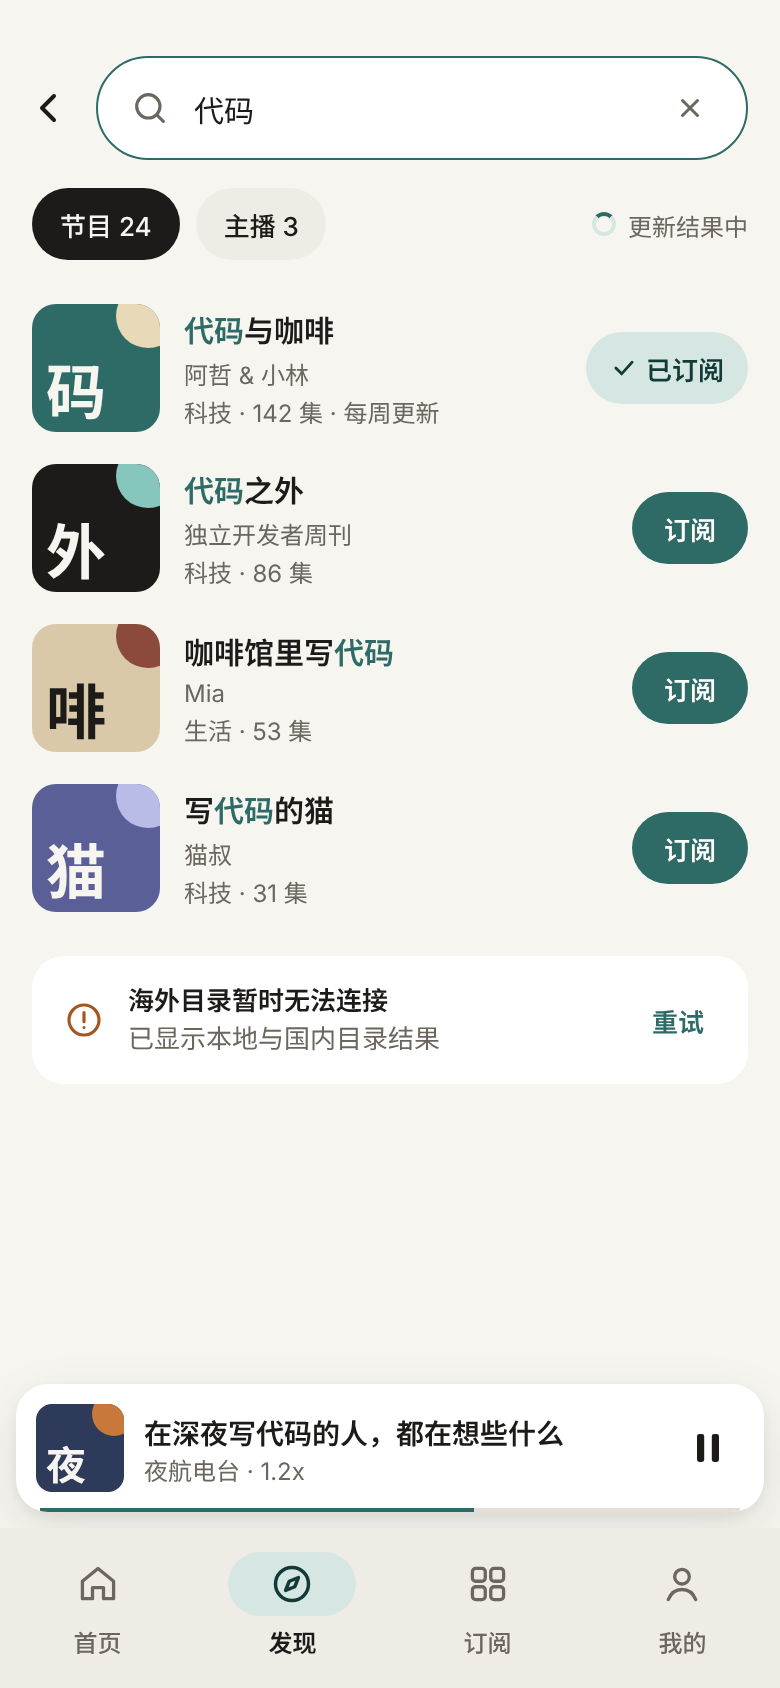 代码
节目 24
主播 3
更新结果中
码
代码与咖啡
阿哲 & 小林
科技 · 142 集 · 每周更新
已订阅
外
代码之外
独立开发者周刊
科技 · 86 集
订阅
啡
咖啡馆里写代码
Mia
生活 · 53 集
订阅
猫
写代码的猫
猫叔
科技 · 31 集
订阅
海外目录暂时无法连接
已显示本地与国内目录结果
重试
夜
在深夜写代码的人，都在想些什么
夜航电台 · 1.2x
首页
发现
订阅
我的